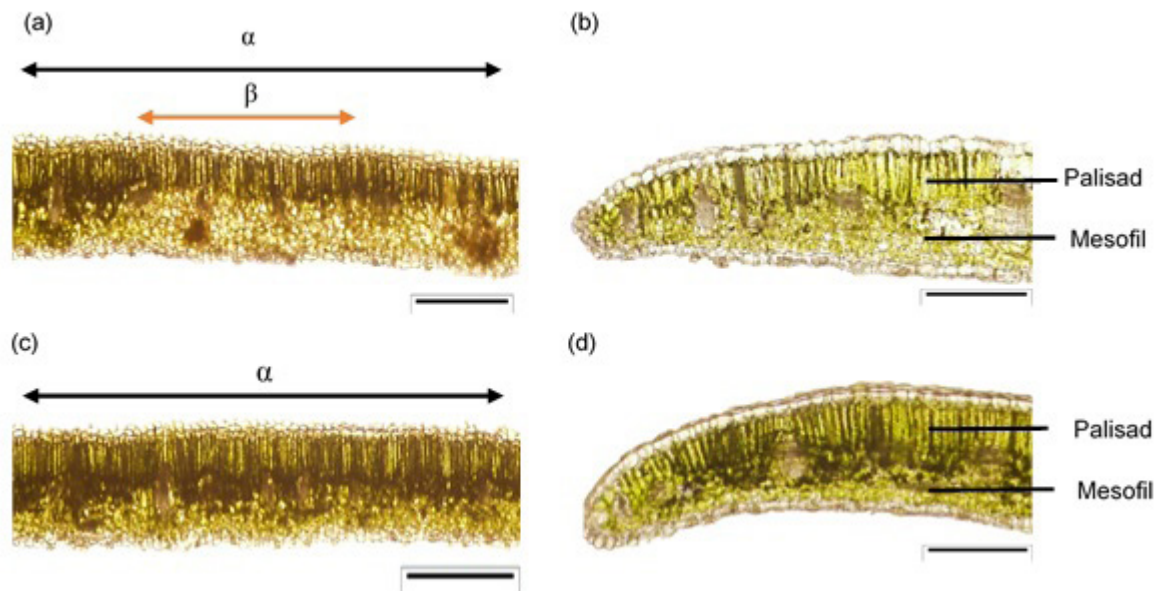 (a)
α
β
(b)
Palisad
Mesofil
(c)
α
(d)
Palisad
Mesofil